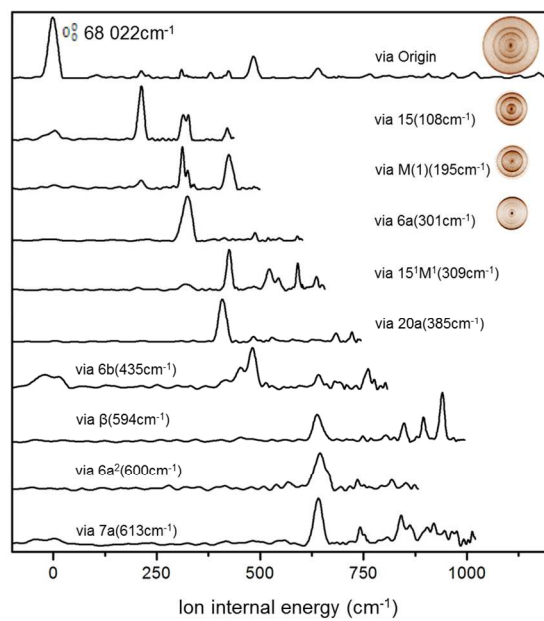 0⁰₀ 68 022cm⁻¹
via Origin
via 15(108cm⁻¹)
via M(1)(195cm⁻¹)
via 6a(301cm⁻¹)
via 15¹M¹(309cm⁻¹)
via 20a(385cm⁻¹)
via 6b(435cm⁻¹)
via β(594cm⁻¹)
via 6a²(600cm⁻¹)
via 7a(613cm⁻¹)
0 250 500 750 1000
Ion internal energy (cm⁻¹)